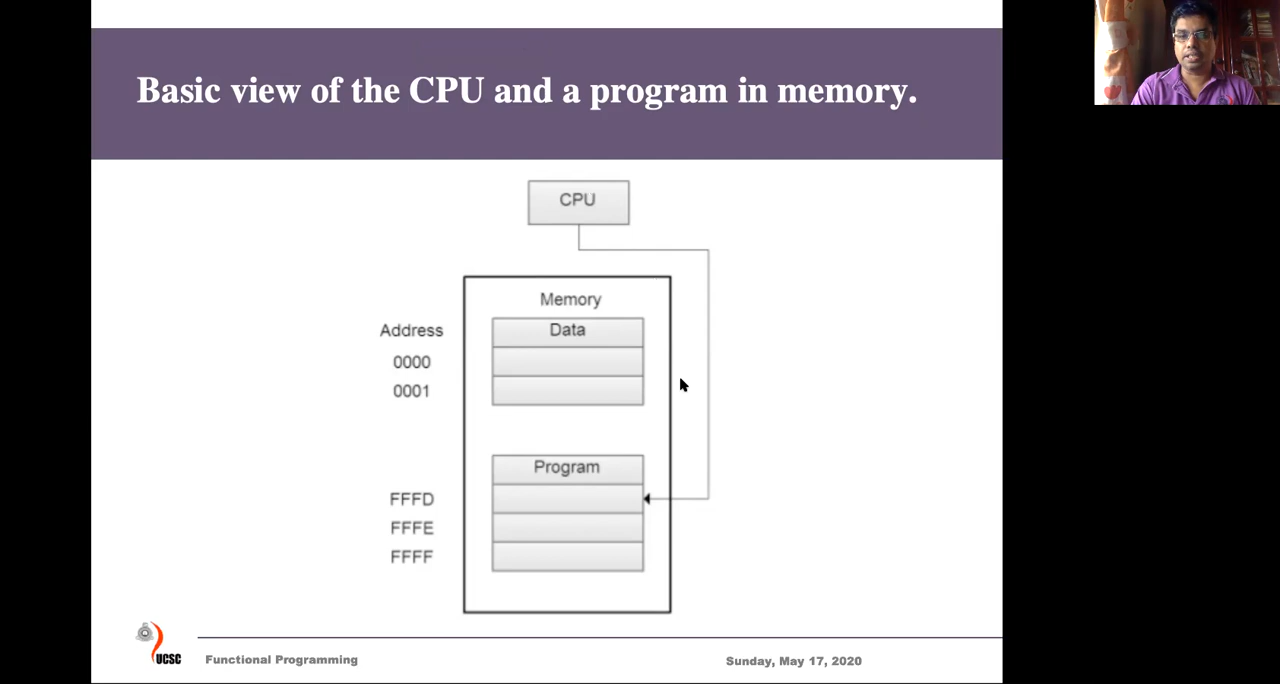 Basic view of the CPU and a program in memory.
CPU
Memory
Address
Data
0000
0001
Program
FFFD
FFFE
FFFF
UCSC
Functional Programming
Sunday, May 17, 2020